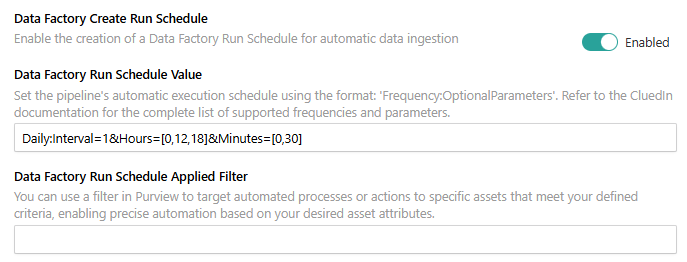 Data Factory Create Run Schedule
Enable the creation of a Data Factory Run Schedule for automatic data ingestion
Enabled
Data Factory Run Schedule Value
Set the pipeline's automatic execution schedule using the format: 'Frequency:OptionalParameters'. Refer to the CluedIn
documentation for the complete list of supported frequencies and parameters.
Daily:Interval=1&Hours=[0,12,18]&Minutes=[0,30]
Data Factory Run Schedule Applied Filter
You can use a filter in Purview to target automated processes or actions to specific assets that meet your defined
criteria, enabling precise automation based on your desired asset attributes.